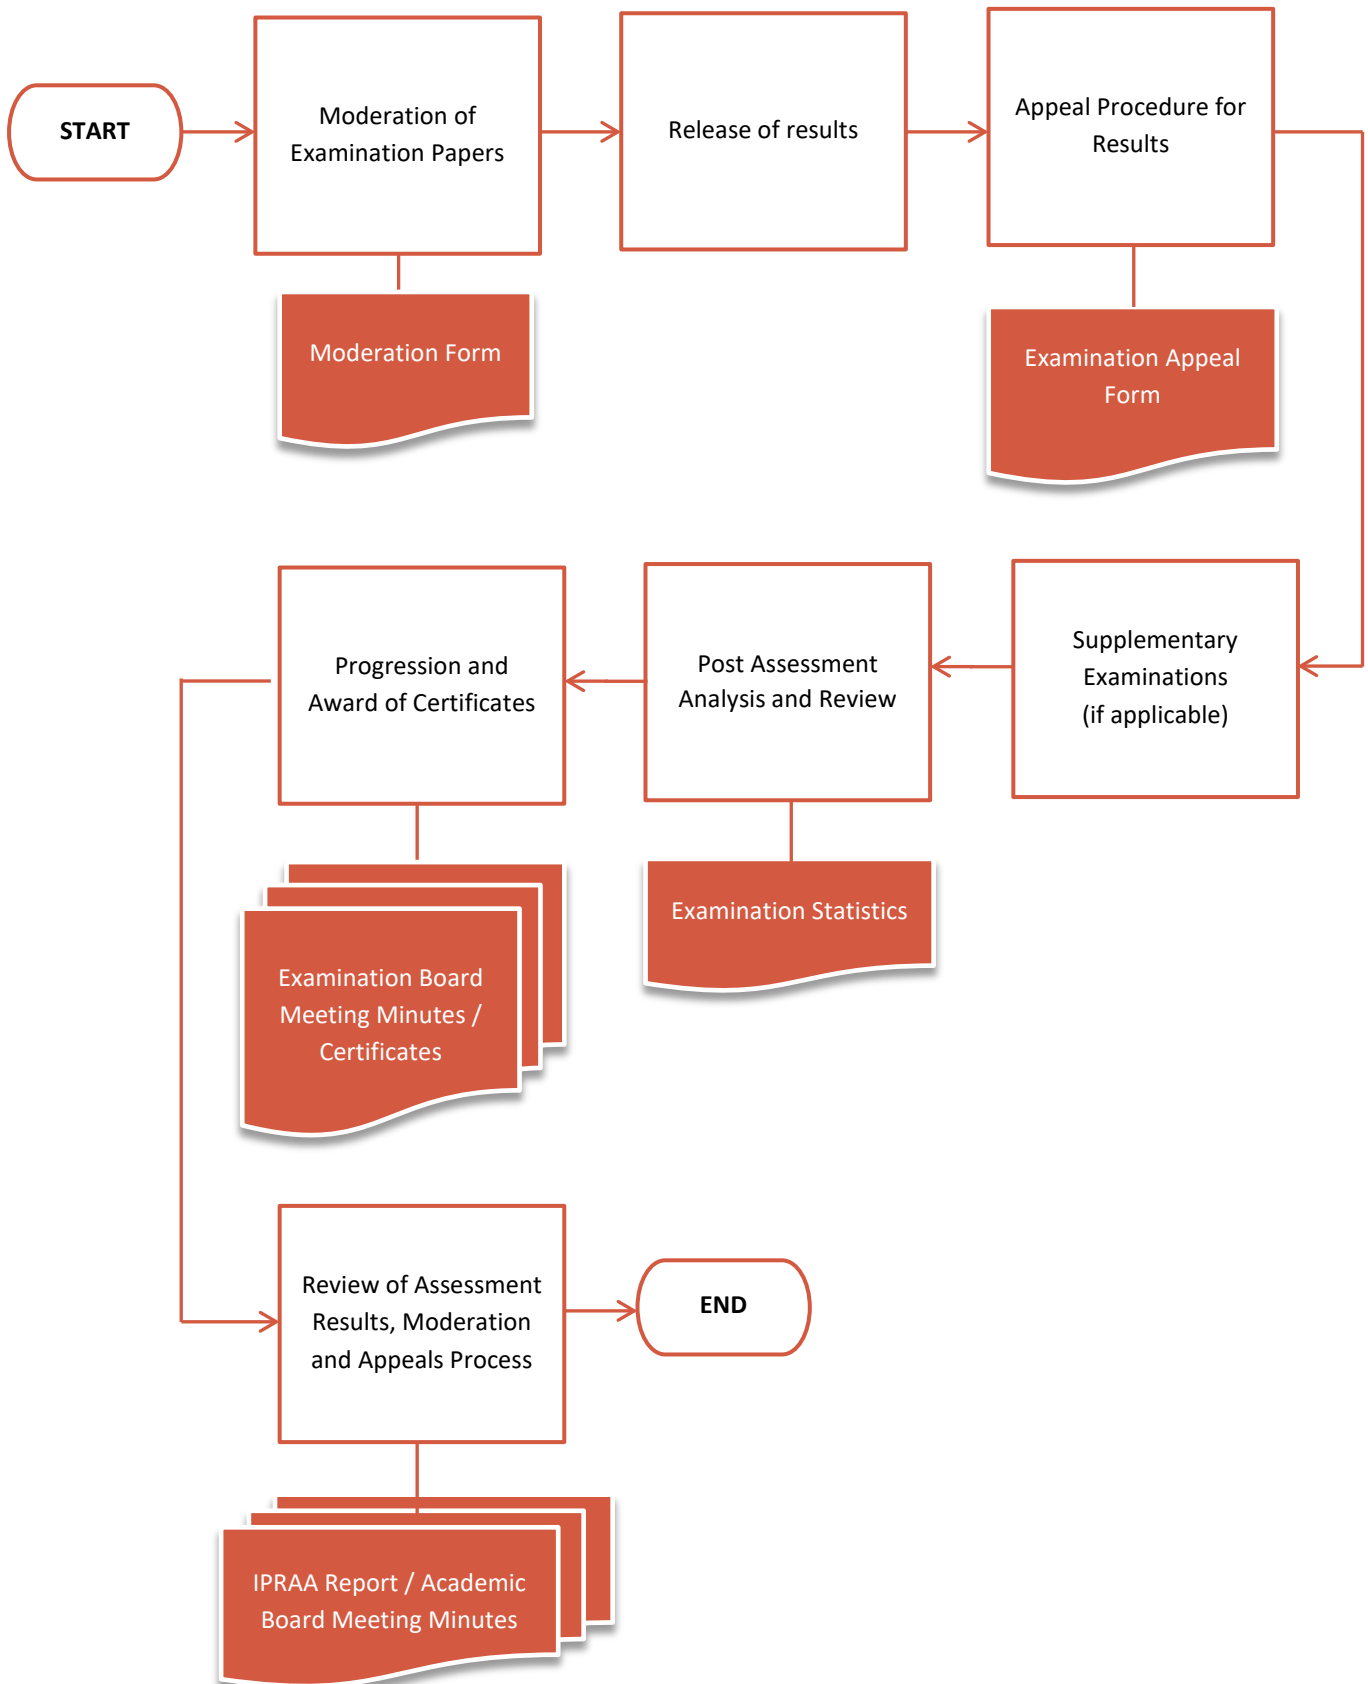 START
Moderation of
Examination Papers
Release of results
Appeal Procedure for
Results
Moderation Form
Examination Appeal
Form
Progression and
Award of Certificates
Post Assessment
Analysis and Review
Supplementary
Examinations
(if applicable)
Examination Board
Meeting Minutes /
Certificates
Examination Statistics
Review of Assessment
Results, Moderation
and Appeals Process
END
IPRAA Report / Academic
Board Meeting Minutes